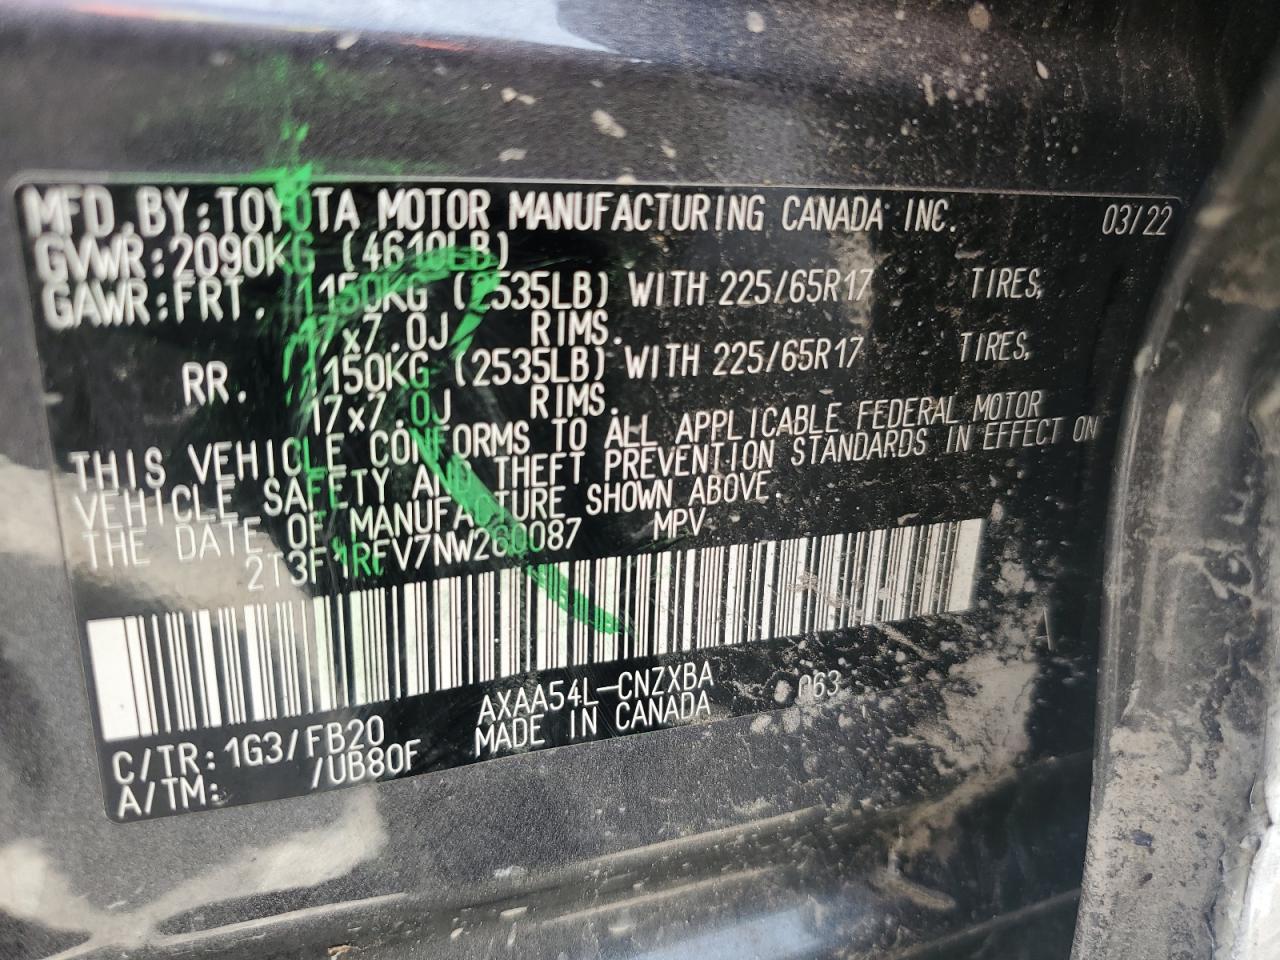 MFD.BY:TOYOTA MOTOR MANUFACTURING CANADA INC. 03/22
GVWR:2090KG (4610LB)
GAWR:FRT. 1150KG (2535LB) WITH 225/65R17 TIRES,
17x7.0J RIMS.
RR. 1150KG (2535LB) WITH 225/65R17 TIRES,
17x7.0J RIMS.
THIS VEHICLE CONFORMS TO ALL APPLICABLE FEDERAL MOTOR
VEHICLE SAFETY AND THEFT PREVENTION STANDARDS IN EFFECT ON
THE DATE OF MANUFACTURE SHOWN ABOVE.
2T3F1RFV7NW260087 MPV
AXAA54L-CNZXBA 063
C/TR:1G3/FB20 MADE IN CANADA
A/TM: /UB80F